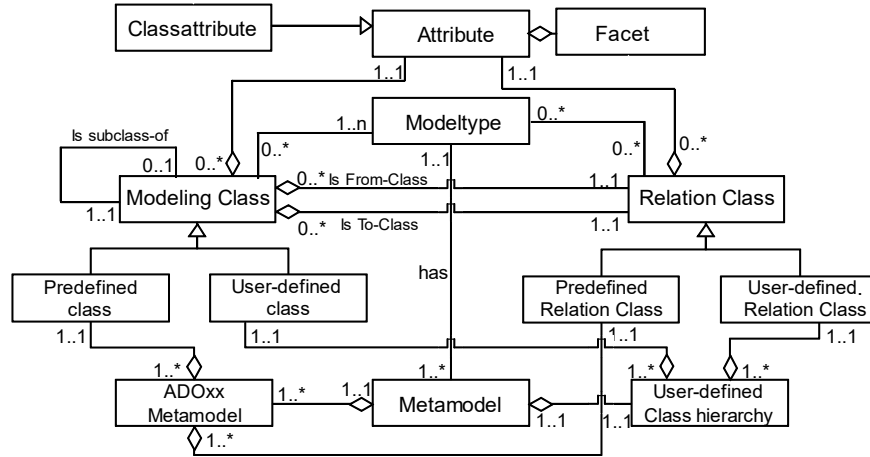 Classattribute
Attribute
Facet
1..1
1..1
Modeltype
1..n
0..*
Is subclass-of
0..1
0..*
0..*
1..1
0..*
0..*
Modeling Class
0..*
Is From-Class
1..1
Relation Class
1..1
0..*
Is To-Class
1..1
has
Predefined
class
User-defined
class
Predefined
Relation Class
User-defined.
Relation Class
1..1
1..1
1..1
1..1
1..*
1..*
1..*
1..*
ADOxx
Metamodel
1..*
1..1
Metamodel
1..1
1..1
User-defined
Class hierarchy
1..*